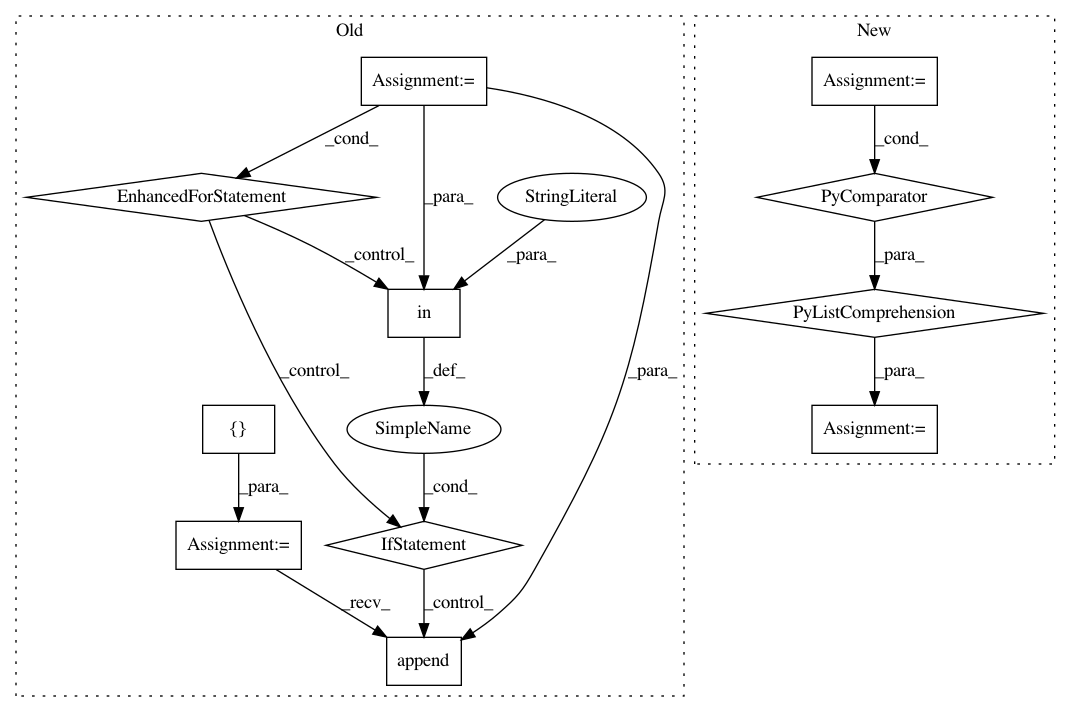 Old
New
Assignment:=
Assignment:=
_cond_
_cond_
EnhancedForStatement
_para_
StringLiteral
PyComparator
_control_
_para_
_para_
in
PyListComprehension
_control_
_def_
_para_
_para_
{}
SimpleName
Assignment:=
_para_
_cond_
Assignment:=
IfStatement
_recv_
_control_
append